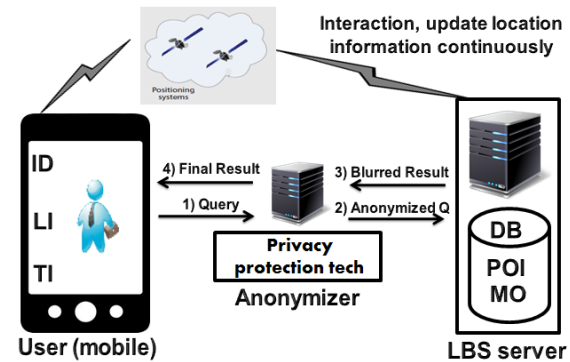 Interaction, update location
information continuously
Positioning
systems
ID
LI
TI
4) Final Result
1) Query
3) Blurred Result
2) Anonymized Q
Privacy
protection tech
Anonymizer
DB
POI
MO
User (mobile)
LBS server